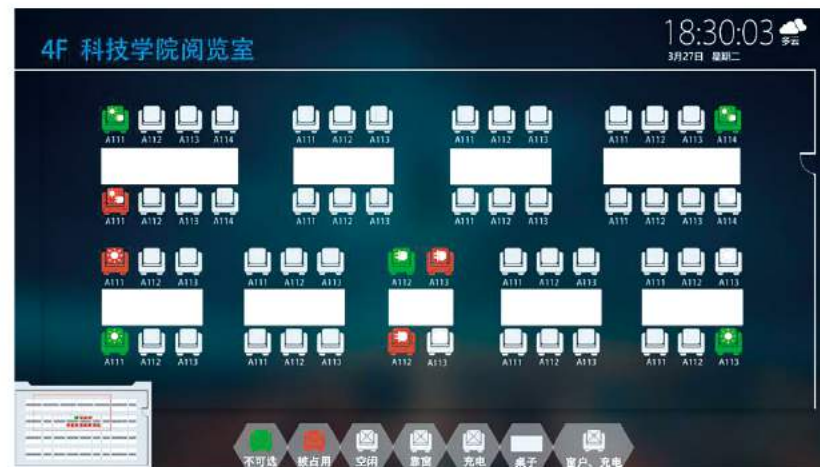 18:30:03
多云
4F 科技学院阅览室
3月27日 星期二
A111 A112 A113 A114 A111 A112 A113 A111 A112 A113 A111 A112 A113 A114
A111 A112 A113 A114 A111 A112 A113 A111 A112 A113 A111 A112 A113 A114
A111 A112 A113 A111 A112 A113 A112 A113 A111 A112 A113 A111 A112 A113
A111 A112 A113 A111 A112 A113 A112 A113 A111 A112 A113 A111 A112 A113
不可选 被占用 空闲 靠窗 充电 桌子 窗户、充电